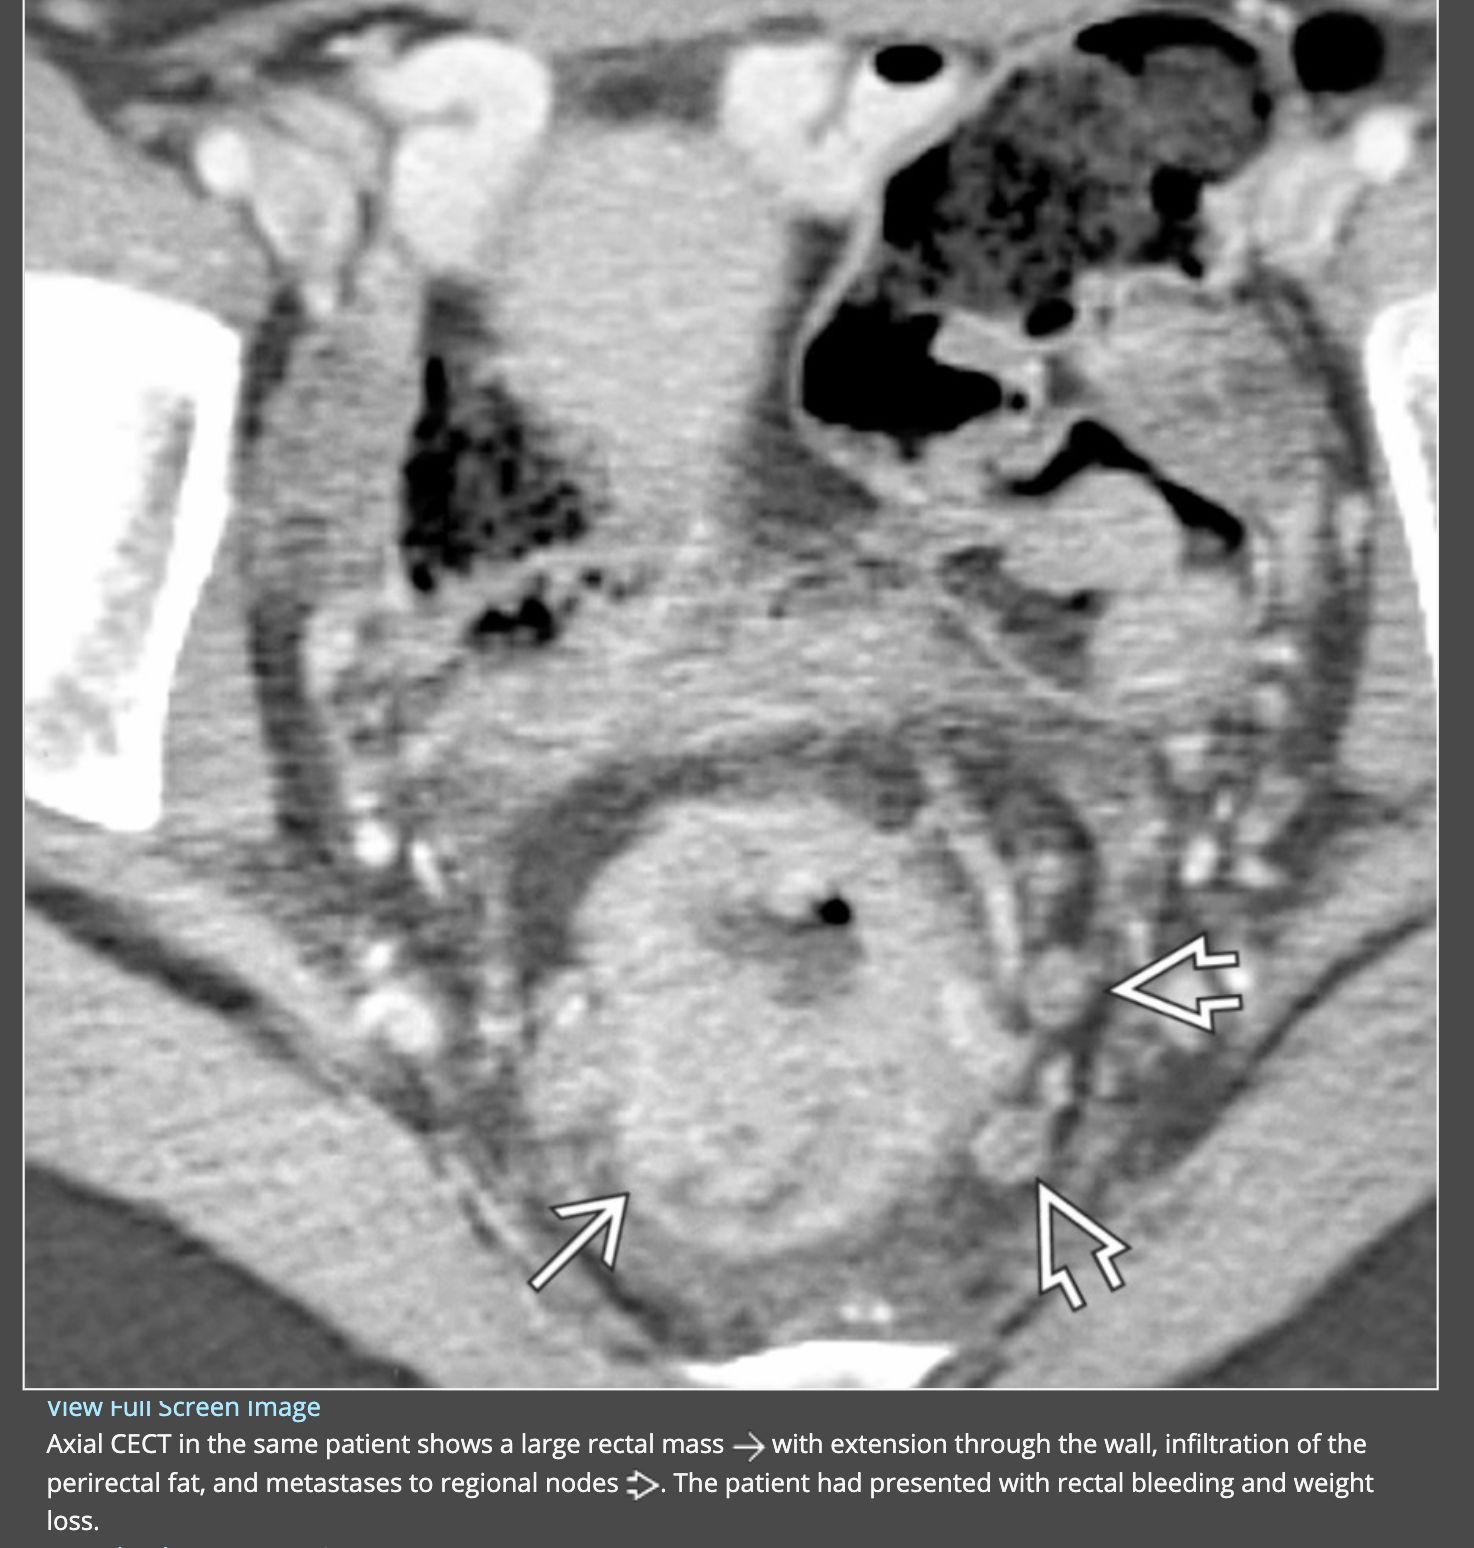 View Full Screen Image
Axial CECT in the same patient shows a large rectal mass with extension through the wall, infiltration of the
perirectal fat, and metastases to regional nodes . The patient had presented with rectal bleeding and weight
loss.